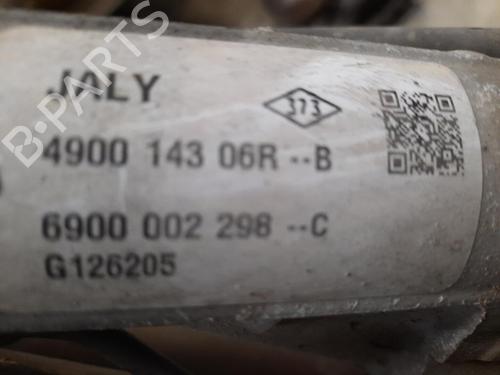 B-PARTS
JALY
373
4900 143 06R --B
6900 002 298 --C
G126205